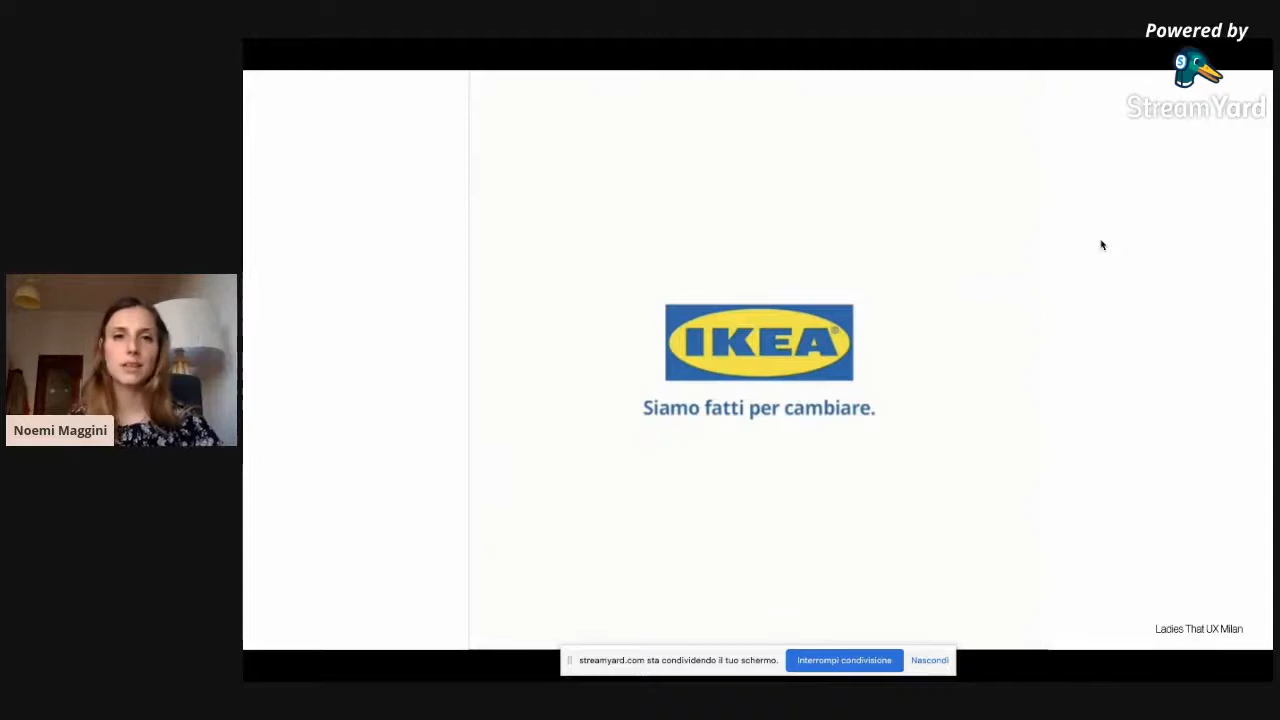 Powered by
StreamYard
IKEA®
Siamo fatti per cambiare.
Noemi Maggini
Ladies That UX Milan
streamyard.com sta condividendo il tuo schermo. Interrompi condivisione Nascondi